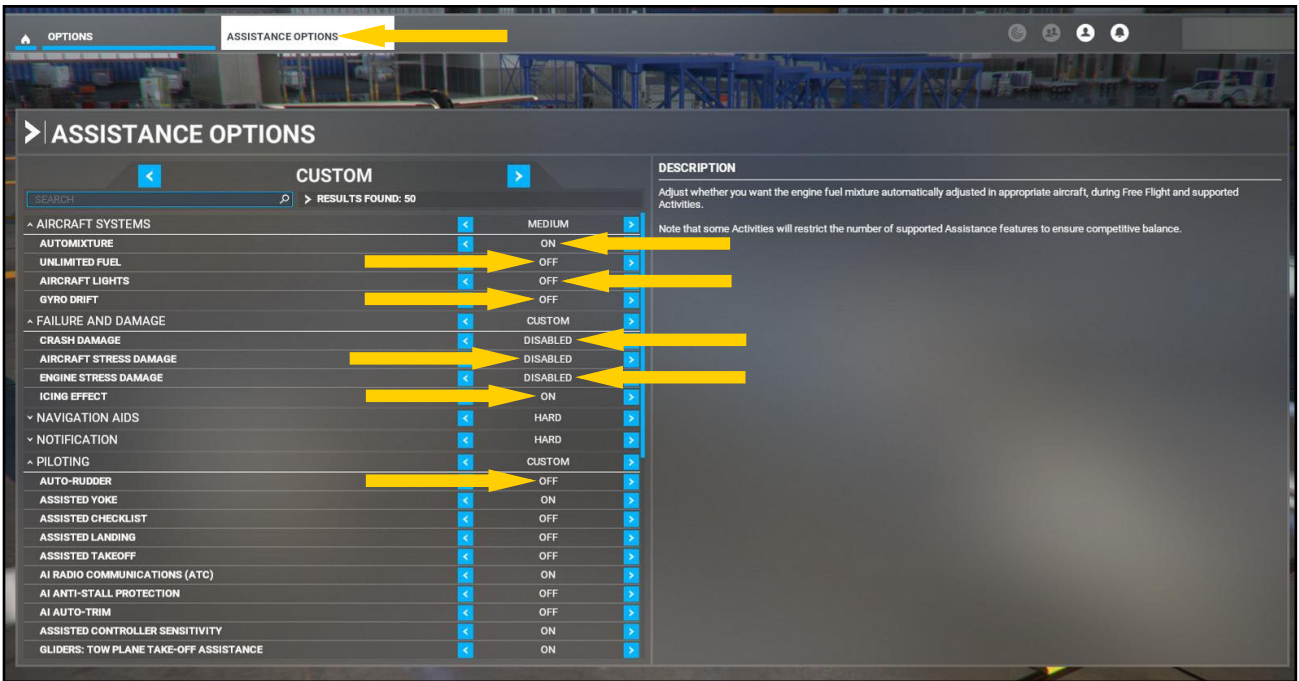 OPTIONS
ASSISTANCE OPTIONS
ASSISTANCE OPTIONS
CUSTOM
SEARCH
RESULTS FOUND: 50
AIRCRAFT SYSTEMS MEDIUM
AUTOMIXTURE ON
UNLIMITED FUEL OFF
AIRCRAFT LIGHTS OFF
GYRO DRIFT OFF
FAILURE AND DAMAGE CUSTOM
CRASH DAMAGE DISABLED
AIRCRAFT STRESS DAMAGE DISABLED
ENGINE STRESS DAMAGE DISABLED
ICING EFFECT ON
NAVIGATION AIDS HARD
NOTIFICATION HARD
PILOTING CUSTOM
AUTO-RUDDER OFF
ASSISTED YOKE ON
ASSISTED CHECKLIST OFF
ASSISTED LANDING OFF
ASSISTED TAKEOFF OFF
AI RADIO COMMUNICATIONS (ATC) ON
AI ANTI-STALL PROTECTION OFF
AI AUTO-TRIM OFF
ASSISTED CONTROLLER SENSITIVITY ON
GLIDERS: TOW PLANE TAKE-OFF ASSISTANCE ON
DESCRIPTION
Adjust whether you want the engine fuel mixture automatically adjusted in appropriate aircraft, during Free Flight and supported
Activities.
Note that some Activities will restrict the number of supported Assistance features to ensure competitive balance.